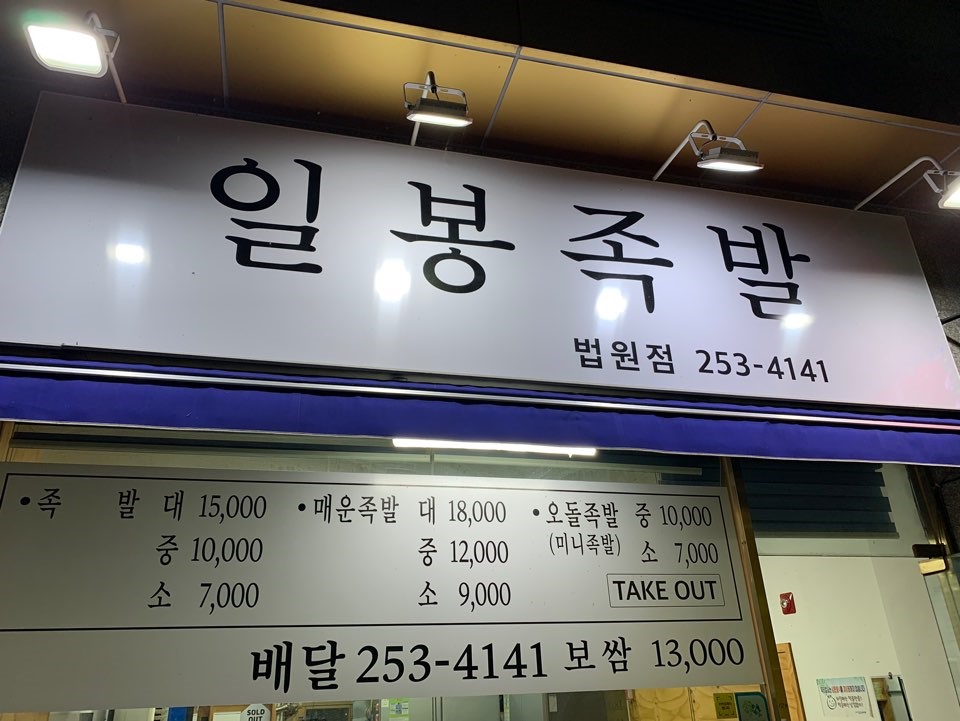 일봉족발
법원점 253-4141
•족 발 대 15,000 •매운족발 대 18,000 •오돌족발 중 10,000
중 10,000 중 12,000 (미니족발) 소 7,000
소 7,000 소 9,000 TAKE OUT
배달 253-4141 보쌈 13,000
SOLD
OUT